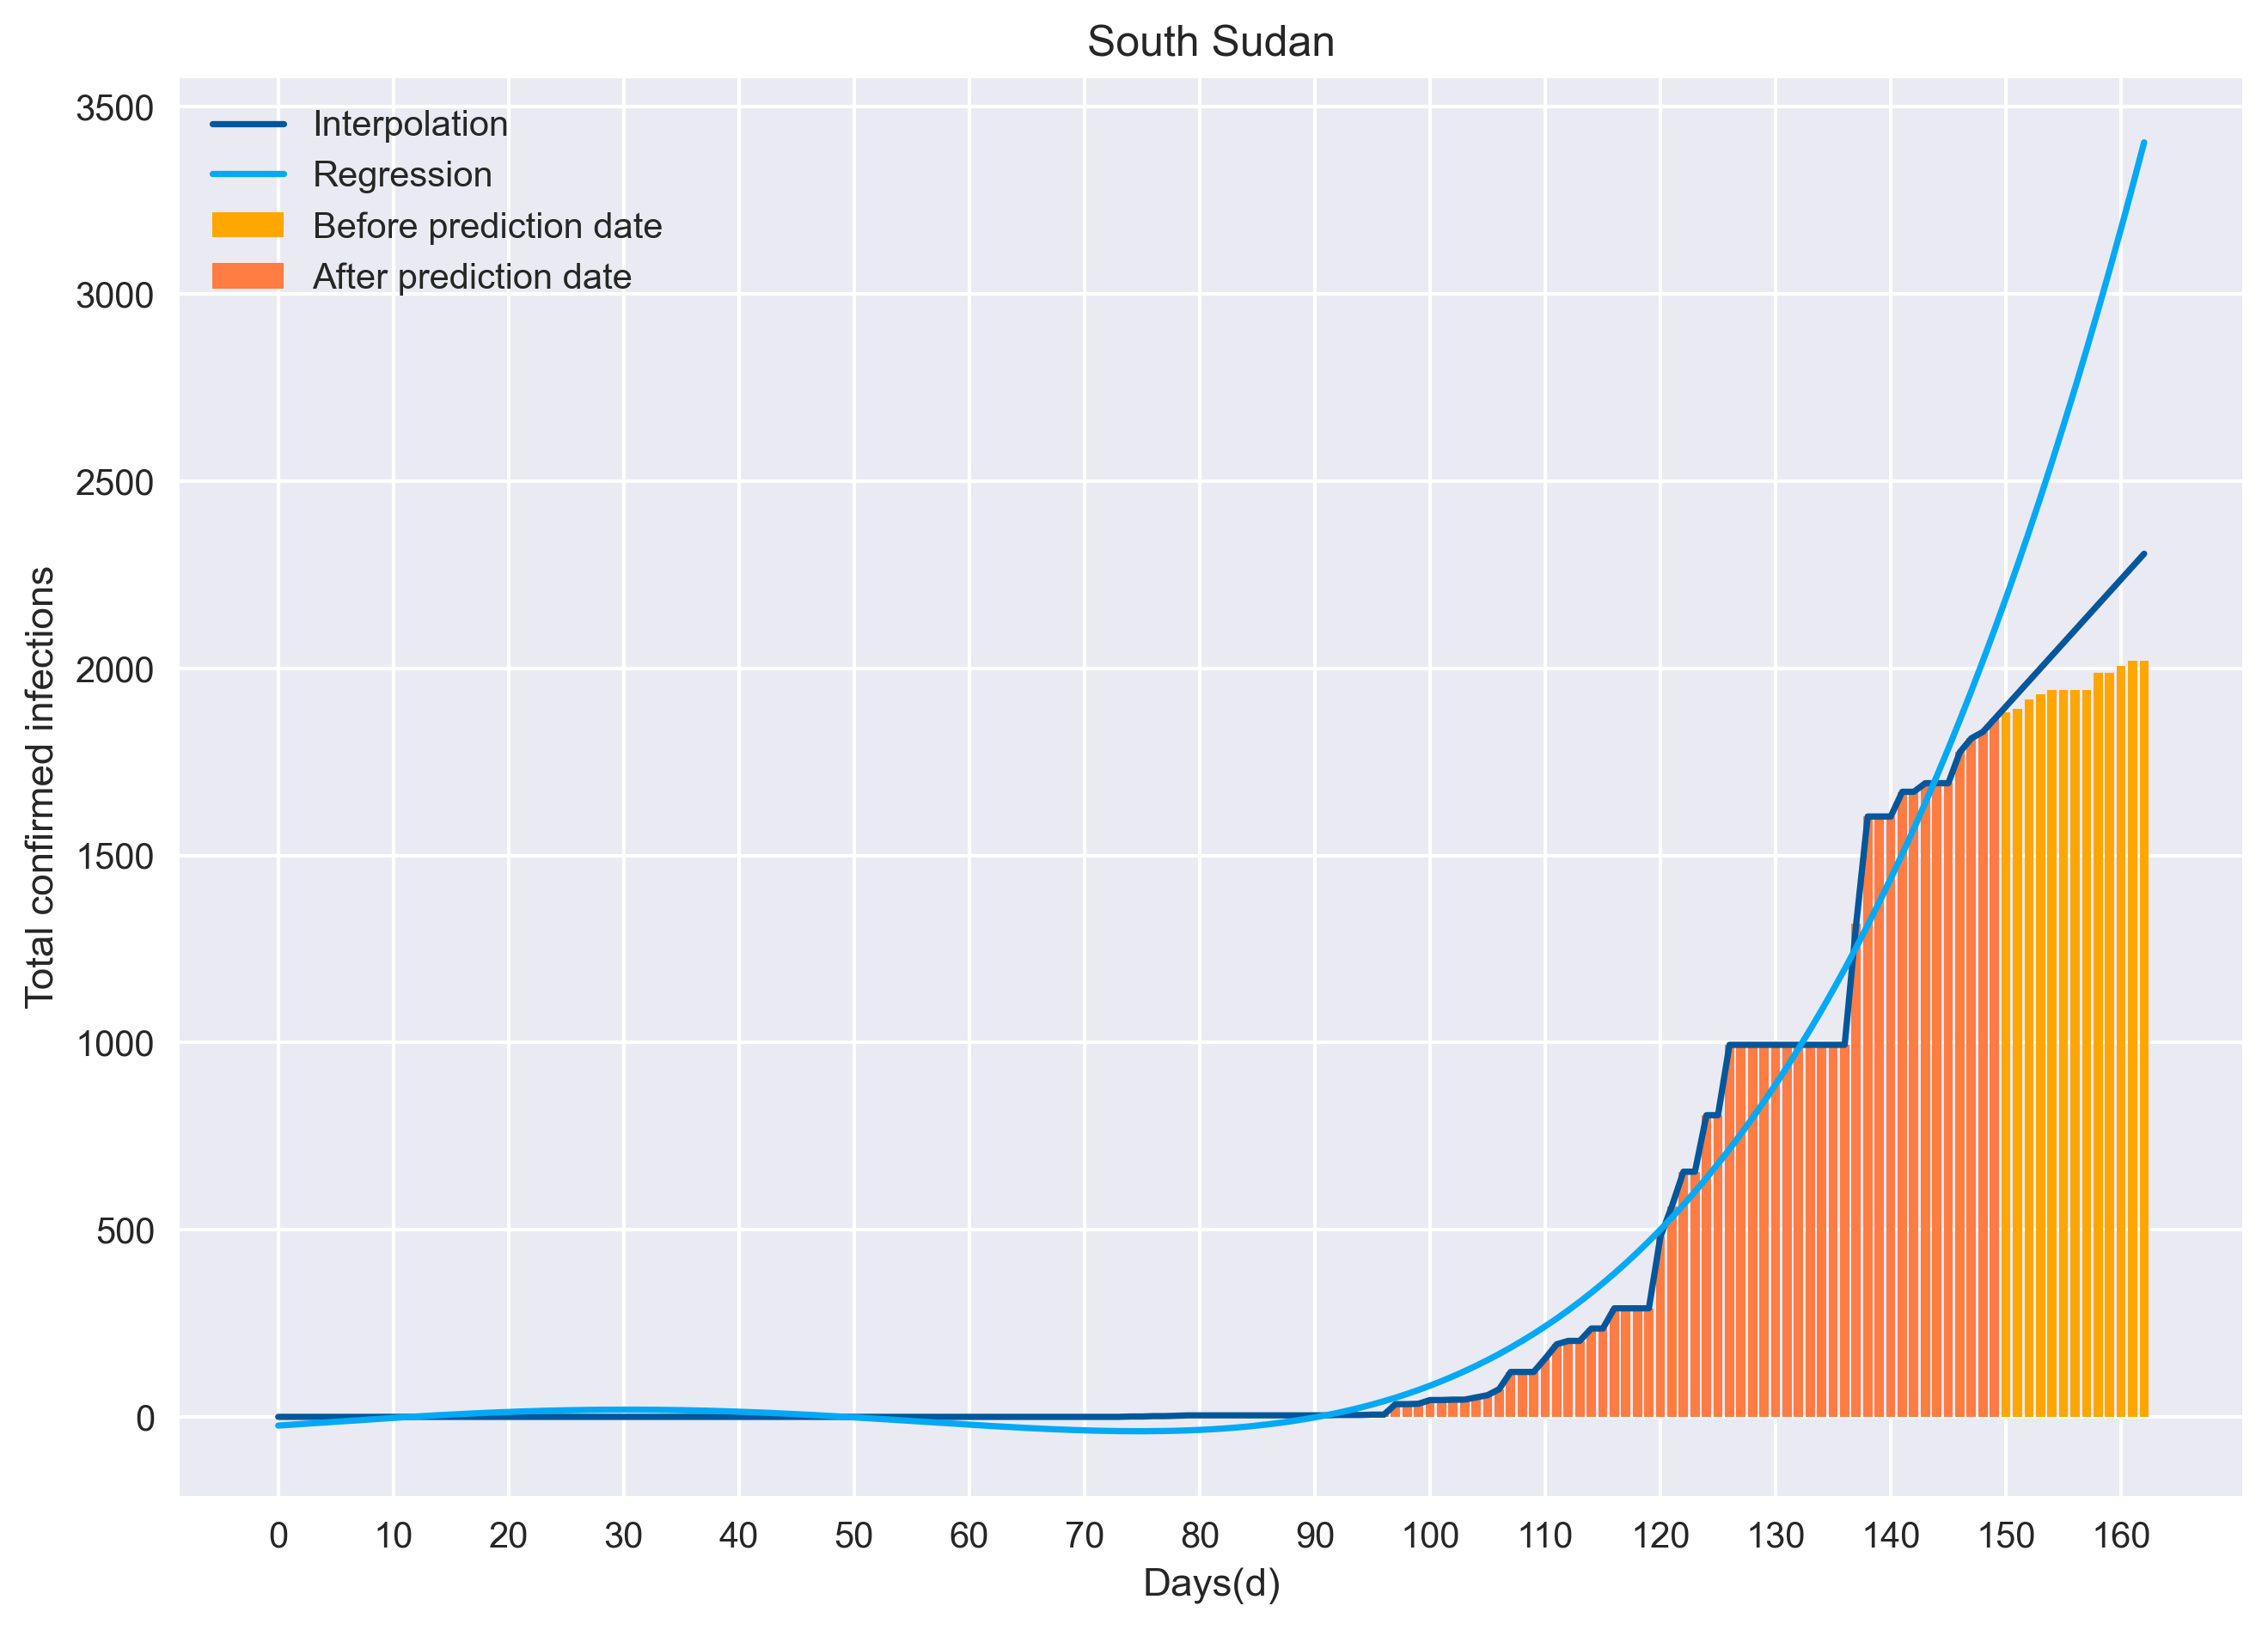 South Sudan
Interpolation
Regression
Before prediction date
After prediction date
3500
3000
2500
2000
1500
1000
500
0
Total confirmed infections
0 10 20 30 40 50 60 70 80 90 100 110 120 130 140 150 160
Days(d)